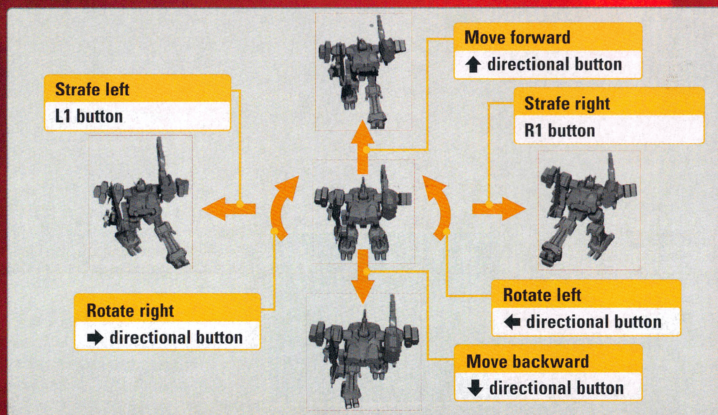 Move forward
⬆ directional button
Strafe left
L1 button
Strafe right
R1 button
Rotate right
➡ directional button
Rotate left
⬅ directional button
Move backward
⬇ directional button